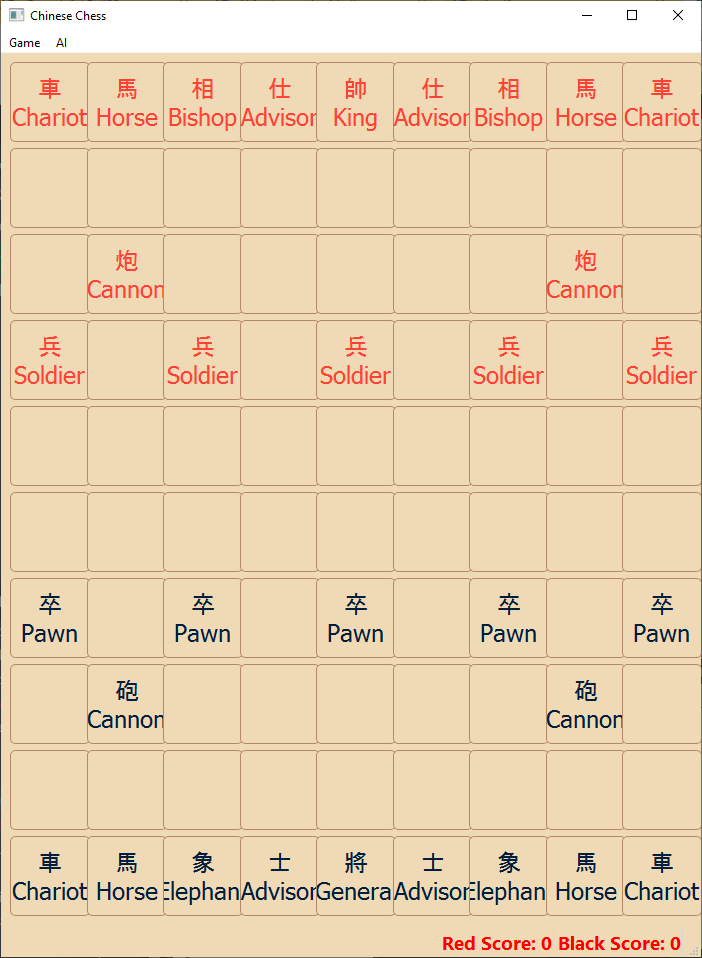 Chinese Chess
Game AI
車 馬 相 仕 帥 仕 相 馬 車
Chariot Horse Bishop Advisor King Advisor Bishop Horse Chariot
炮 炮
Cannon Cannon
兵 兵 兵 兵 兵
Soldier Soldier Soldier Soldier Soldier
卒 卒 卒 卒 卒
Pawn Pawn Pawn Pawn Pawn
砲 砲
Cannon Cannon
車 馬 象 士 將 士 象 馬 車
Chariot Horse Elephan Advisor Genera Advisor Elephan Horse Chariot
Red Score: 0 Black Score: 0